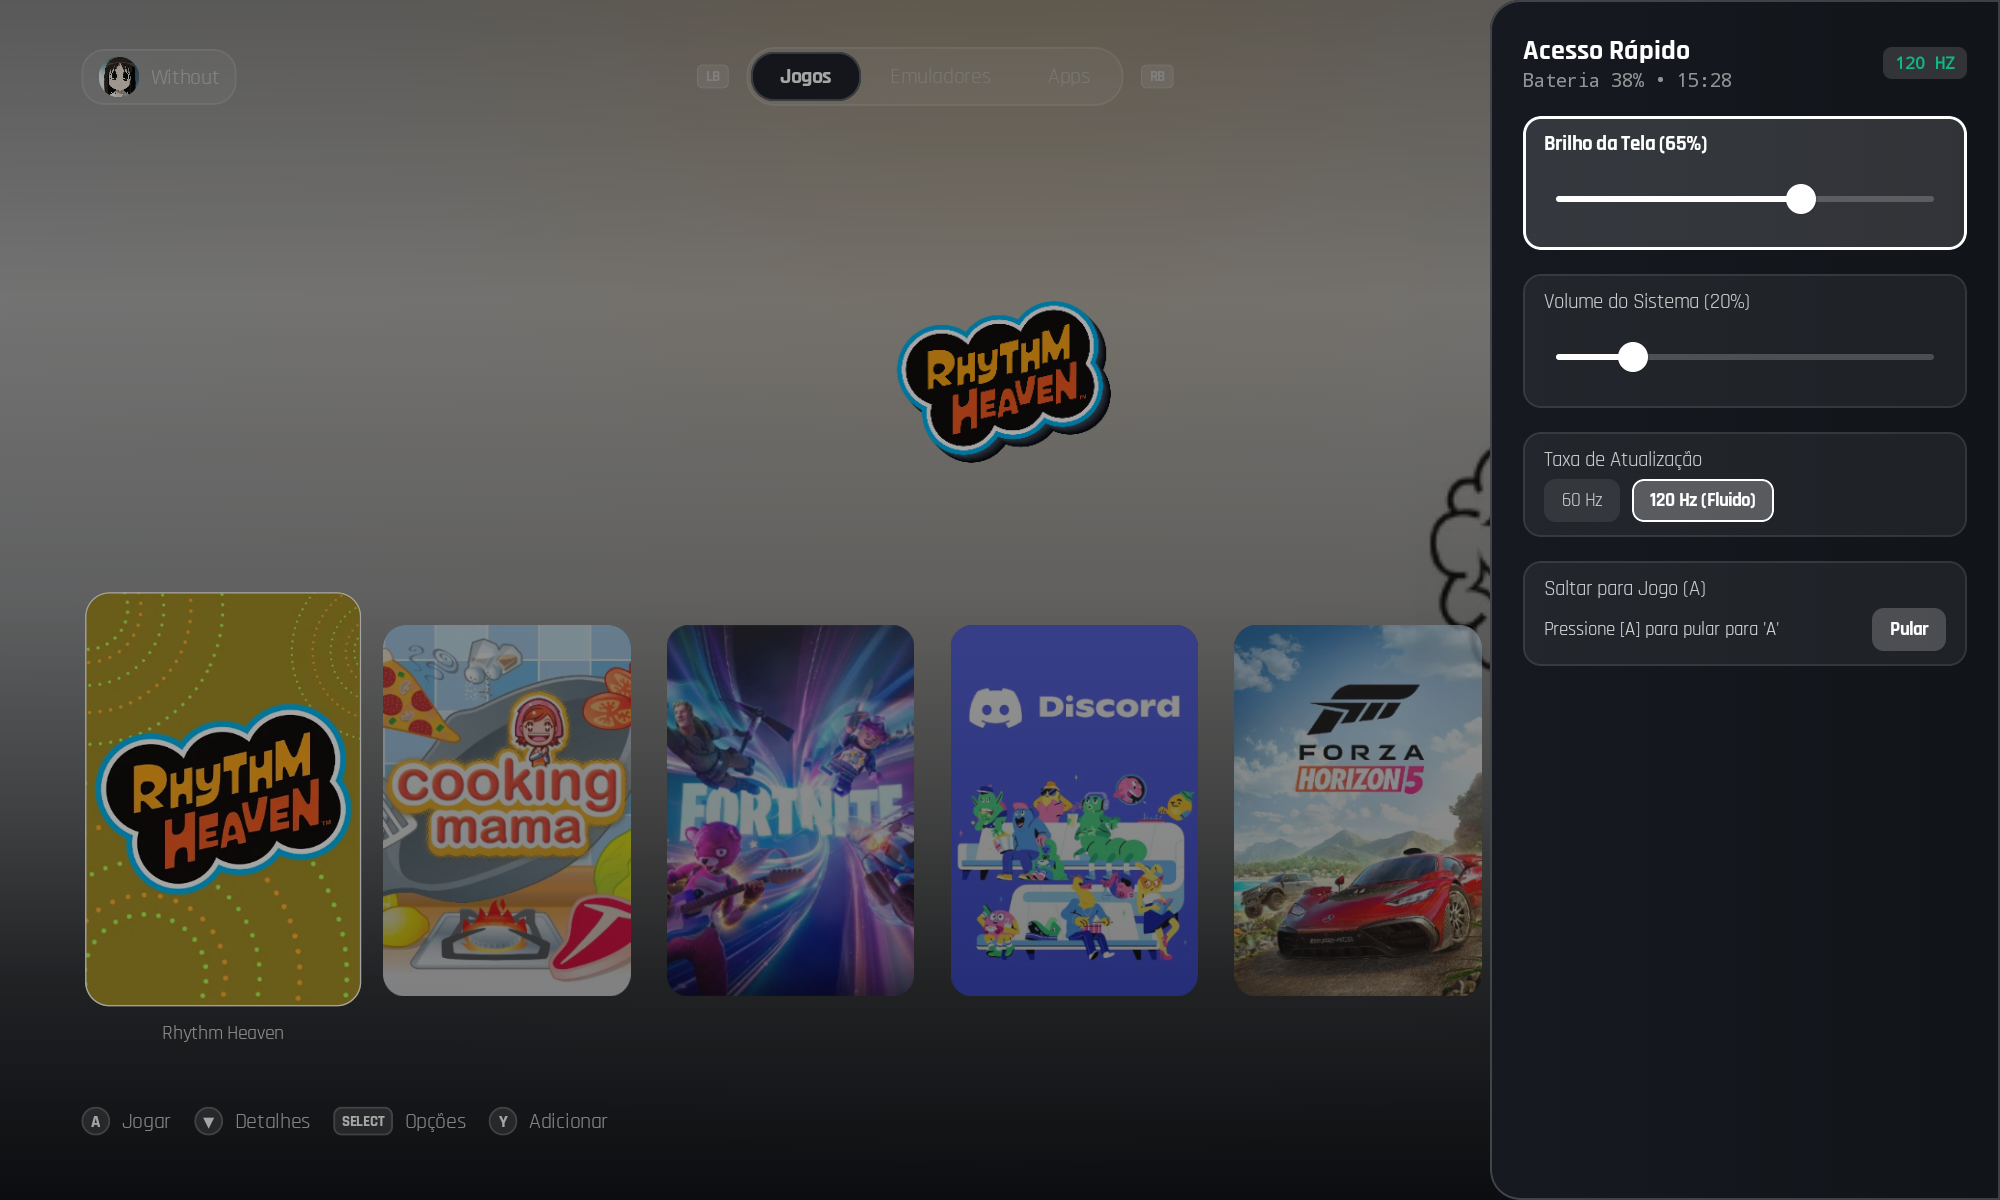 Without
LB
Jogos
Emuladores
Apps
RB
Acesso Rápido
Bateria 38% • 15:28
120 HZ
Brilho da Tela (65%)
Volume do Sistema (20%)
Taxa de Atualização
60 Hz
120 Hz (Fluido)
Saltar para Jogo (A)
Pressione [A] para pular para 'A'
Pular
RHYTHM
HEAVEN™
RHYTHM
HEAVEN™
cooking
mama
FORTNITE
Discord
FORZA
HORIZON 5
Rhythm Heaven
A Jogar
▼ Detalhes
SELECT Opções
Y Adicionar